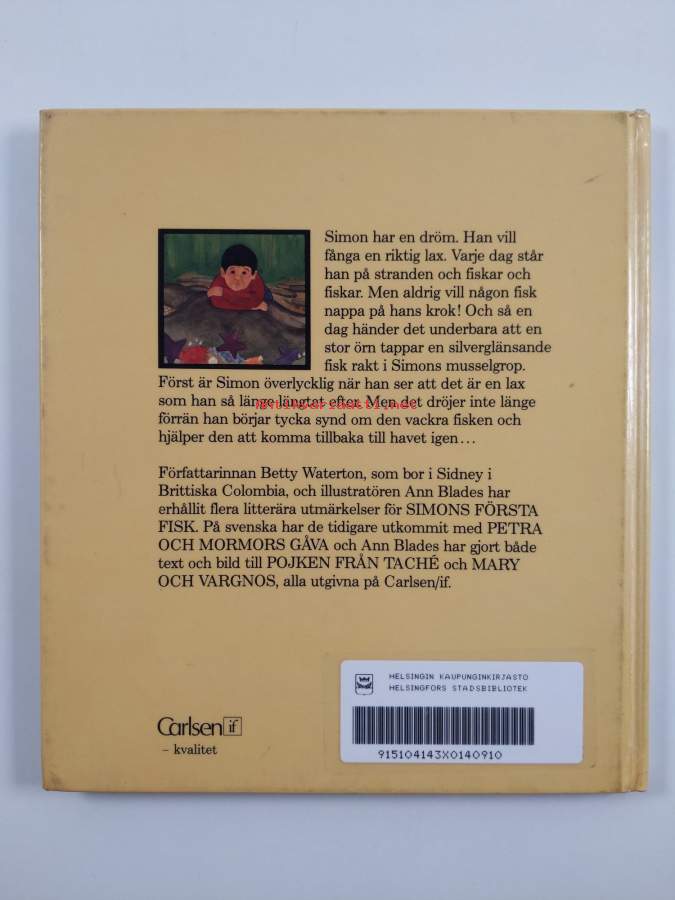 Simon har en dröm. Han vill
fånga en riktig lax. Varje dag står
han på stranden och fiskar och
fiskar. Men aldrig vill någon fisk
nappa på hans krok! Och så en
dag händer det underbara att en
stor örn tappar en silverglänsande
fisk rakt i Simons musselgrop.
Först är Simon överlycklig när han ser att det är en lax
som han så länge längtat efter. Men det dröjer inte länge
Antikvariaatti.net
förrän han börjar tycka synd om den vackra fisken och
hjälper den att komma tillbaka till havet igen...
Författarinnan Betty Waterton, som bor i Sidney i
Brittiska Colombia, och illustratören Ann Blades har
erhållit flera litterära utmärkelser för SIMONS FÖRSTA
FISK. På svenska har de tidigare utkommit med PETRA
OCH MORMORS GÅVA och Ann Blades har gjort både
text och bild till POJKEN FRÅN TACHÉ och MARY
OCH VARGNOS, alla utgivna på Carlsen/if.
HELSINGIN KAUPUNGINKIRJASTO
HELSINGFORS STADSBIBLIOTEK
915104143X0140910
Carlsen if
– kvalitet